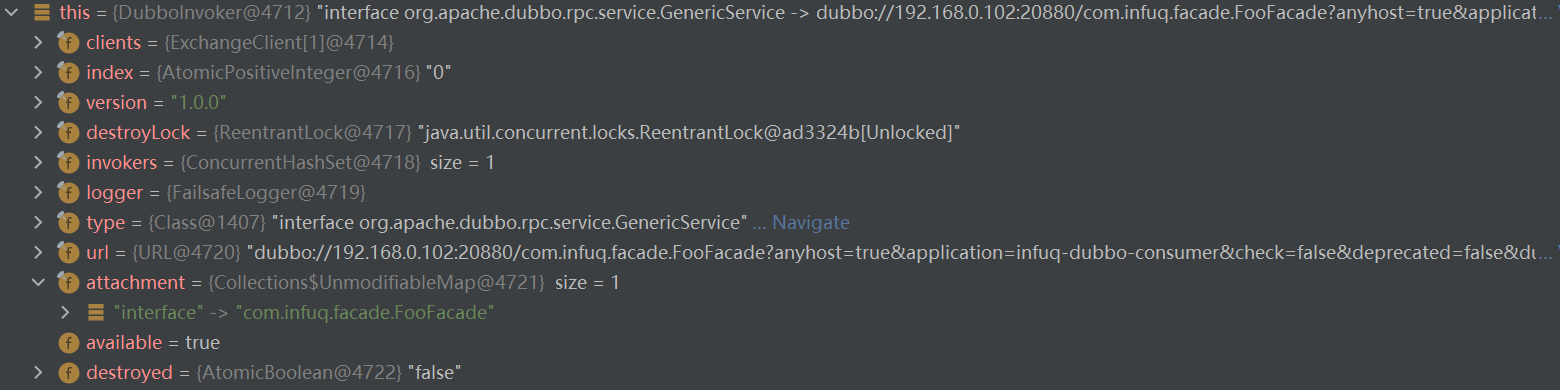 this = {DubboInvoker@4712} "interface org.apache.dubbo.rpc.service.GenericService -> dubbo://192.168.0.102:20880/com.infuq.facade.FooFacade?anyhost=true&applicat...
f clients = {ExchangeClient[1]@4714}
f index = {AtomicPositiveInteger@4716} "0"
f version = "1.0.0"
f destroyLock = {ReentrantLock@4717} "java.util.concurrent.locks.ReentrantLock@ad3324b[Unlocked]"
f invokers = {ConcurrentHashSet@4718} size = 1
f logger = {FailsafeLogger@4719}
f type = {Class@1407} "interface org.apache.dubbo.rpc.service.GenericService" ... Navigate
f url = {URL@4720} "dubbo://192.168.0.102:20880/com.infuq.facade.FooFacade?anyhost=true&application=infuq-dubbo-consumer&check=false&deprecated=false&du...
f attachment = {Collections$UnmodifiableMap@4721} size = 1
"interface" -> "com.infuq.facade.FooFacade"
f available = true
f destroyed = {AtomicBoolean@4722} "false"